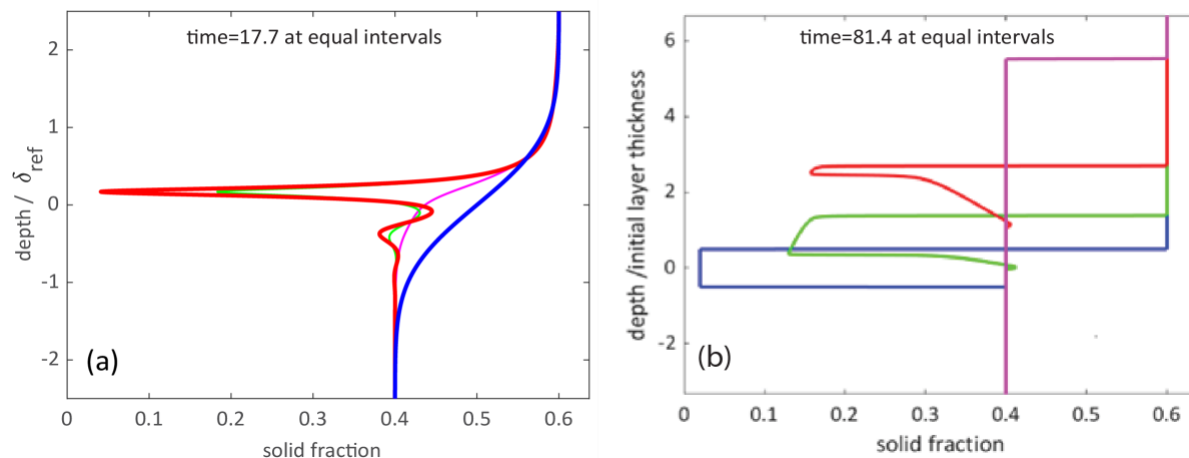 time=17.7 at equal intervals
2
1
0
-1
-2
depth / δref
(a)
0 0.1 0.2 0.3 0.4 0.5 0.6
solid fraction
time=81.4 at equal intervals
6
4
2
0
-2
depth /initial layer thickness
(b)
0 0.1 0.2 0.3 0.4 0.5 0.6
solid fraction